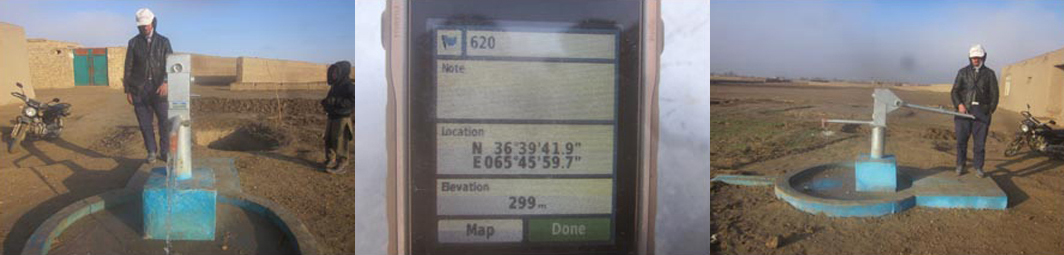 620
Note
Location
N 36°39'41.9"
E065°45'59.7"
Elevation
299m
Map
Done